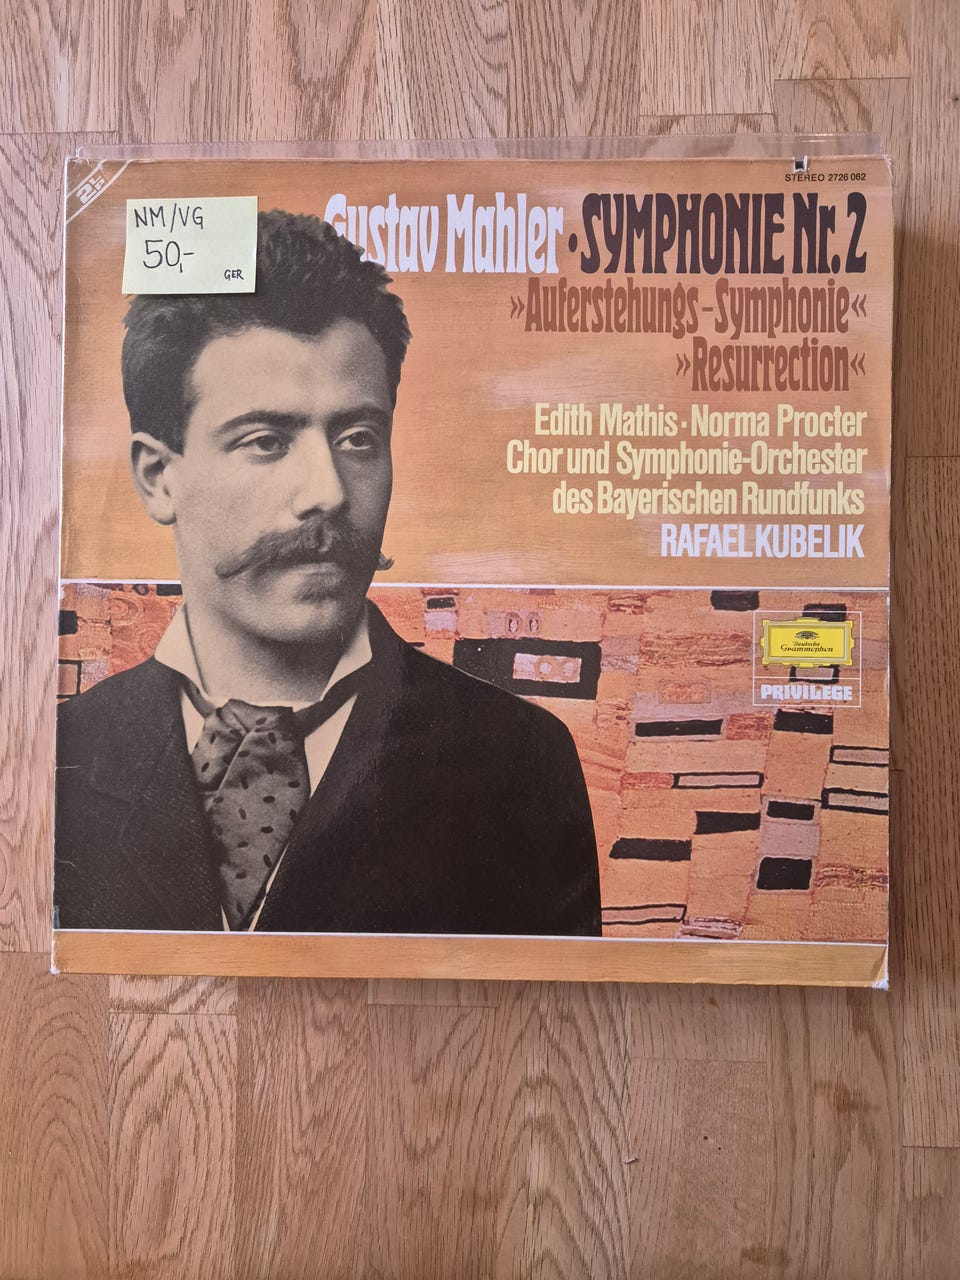 STEREO 2726 062
2LP
NM/VG
50,-
GER
Gustav Mahler · SYMPHONIE Nr. 2
»Auferstehungs-Symphonie«
»Resurrection«
Edith Mathis · Norma Procter
Chor und Symphonie-Orchester
des Bayerischen Rundfunks
RAFAEL KUBELIK
Deutsche
Grammophon
PRIVILEGE